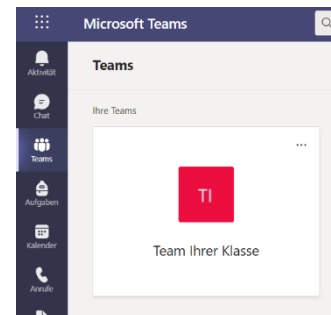 Microsoft Teams
Aktivität
Chat
Teams
Aufgaben
Kalender
Anrufe
Teams
Ihre Teams
...
TI
Team Ihrer Klasse